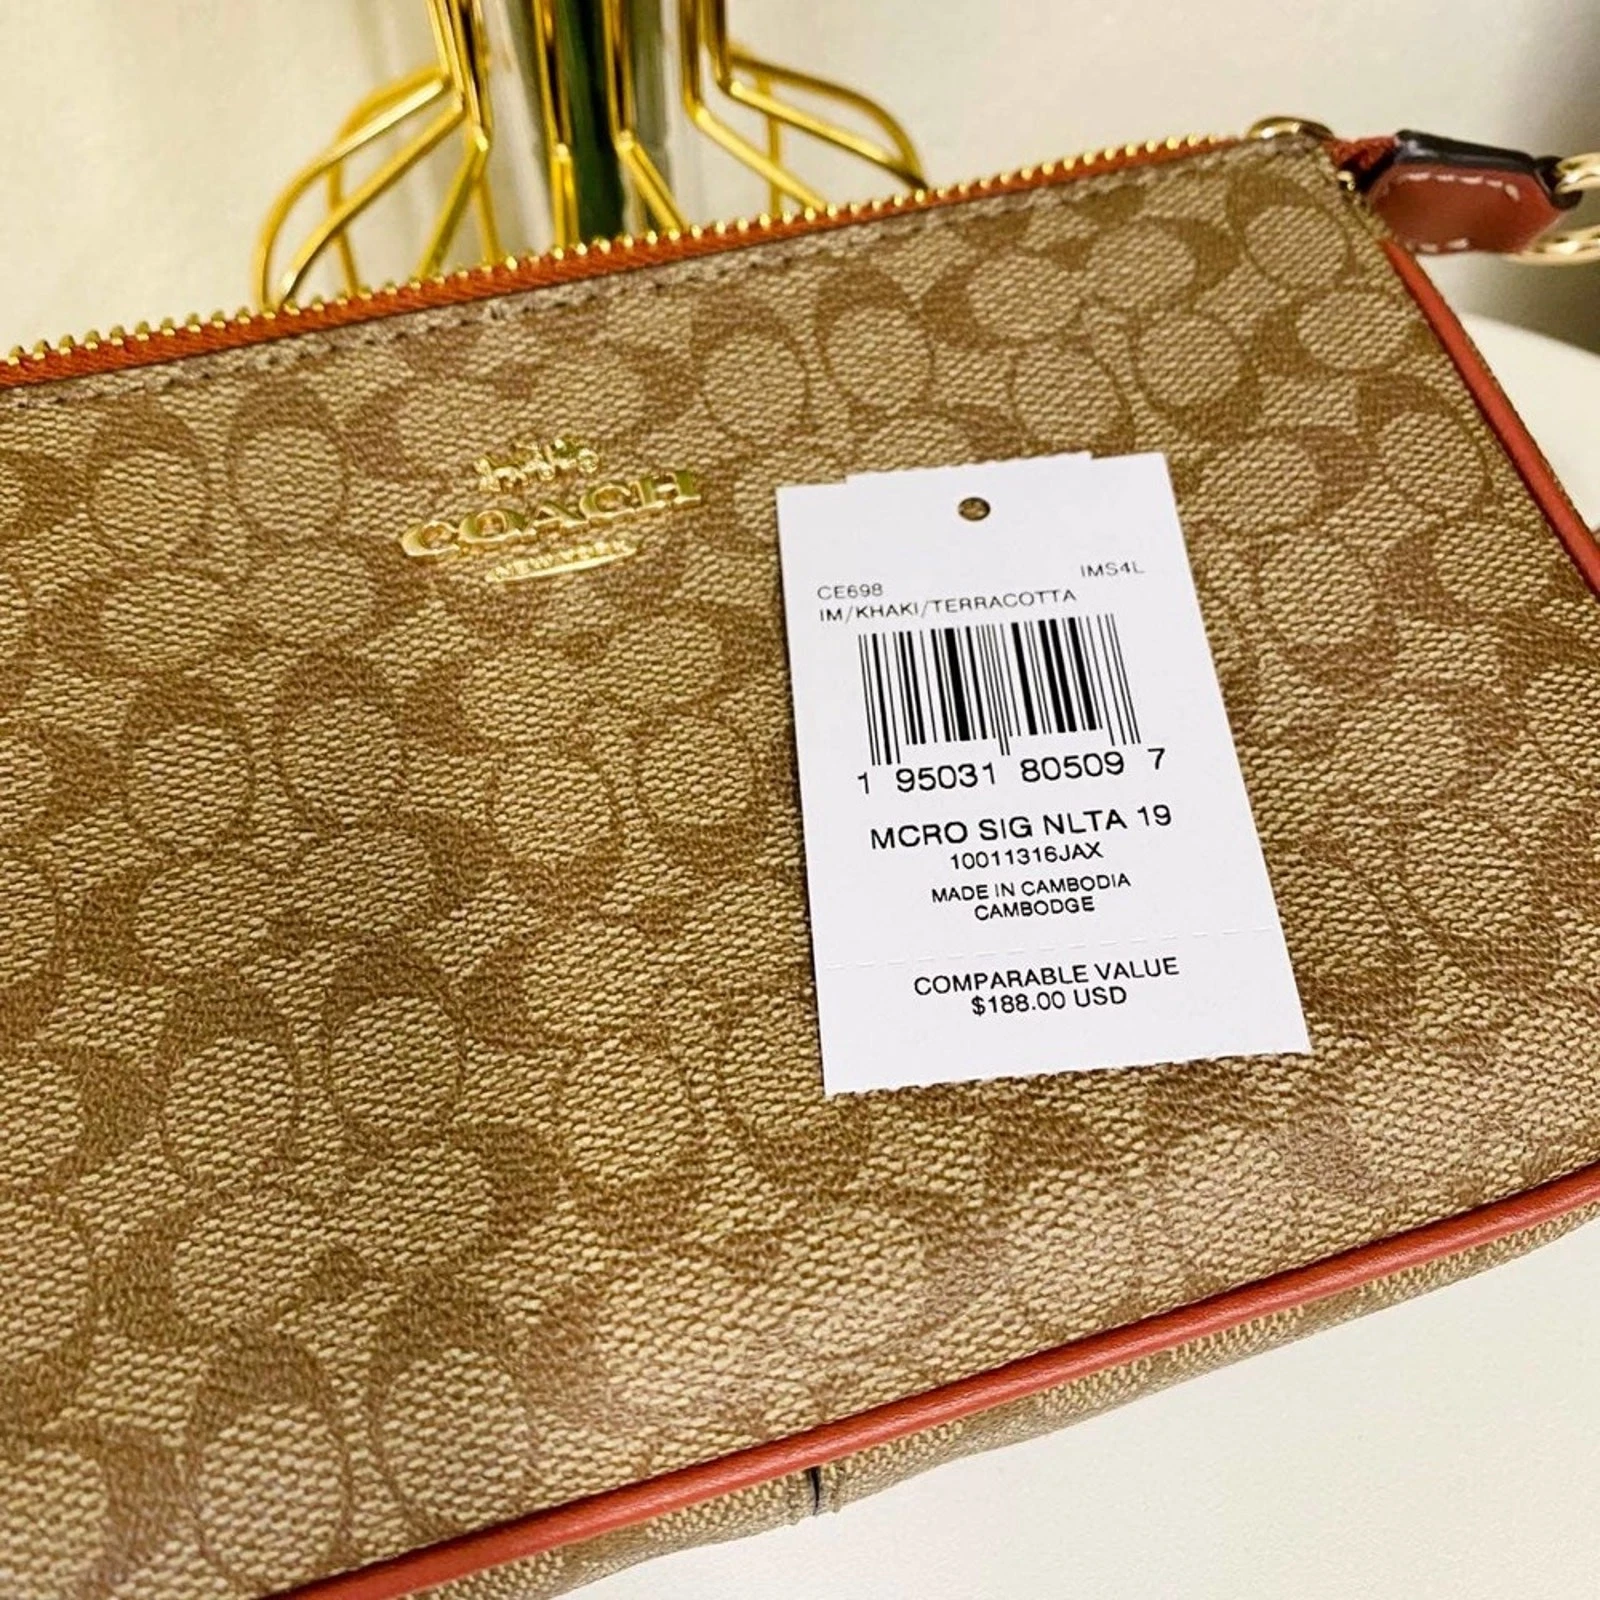 COACH
NEW YORK
CE698 IMS4L
IM/KHAKI/TERRACOTTA
1 95031 80509 7
MCRO SIG NLTA 19
10011316JAX
MADE IN CAMBODIA
CAMBODGE
COMPARABLE VALUE
$188.00 USD